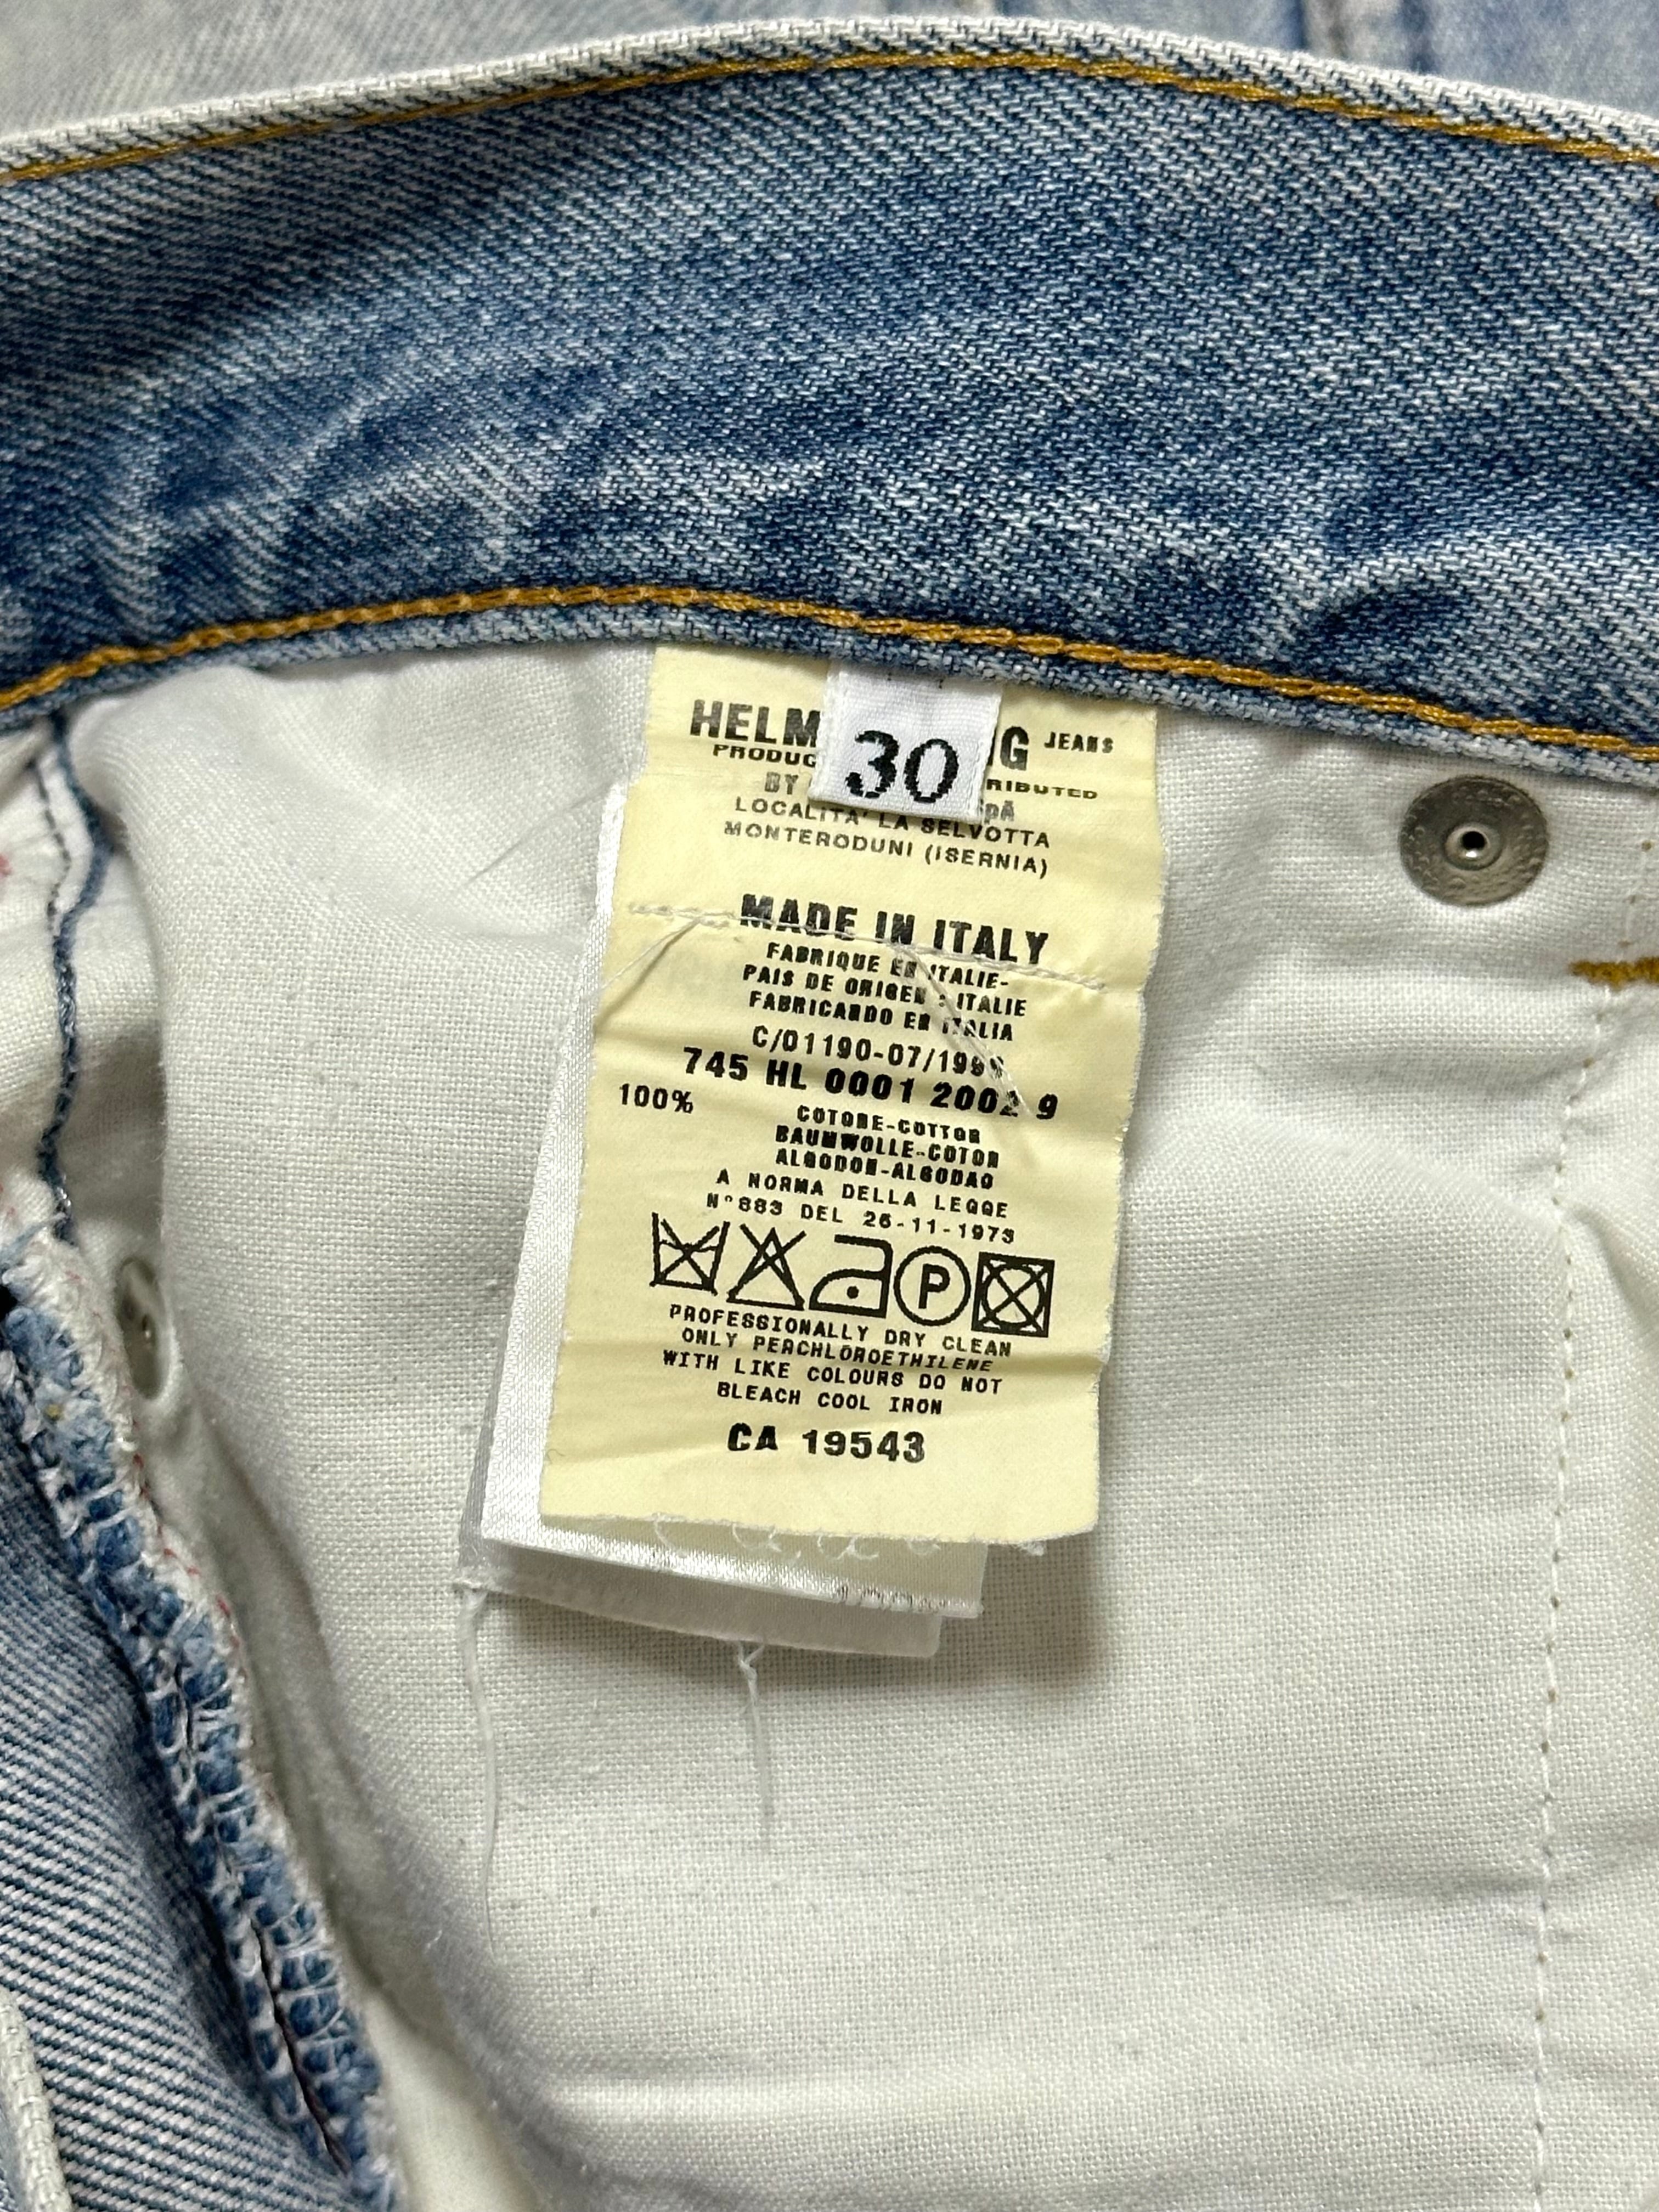 HELM G JEANS
30
PRODUC RIBUTED
BY SpA
LOCALITA' LA SELVOTTA
MONTERODUNI (ISERNIA)
MADE IN ITALY
FABRIQUE EN ITALIE-
PAIS DE ORIGEN : ITALIE
FABRICANDO EN ITALIA
C/01190-07/199
745 HL 0001 2002 9
100% COTONE-COTTON
BAUMWOLLE-COTON
ALGODON-ALGODAO
A NORMA DELLA LEGGE
N°883 DEL 26-11-1973
P
PROFESSIONALLY DRY CLEAN
ONLY PERCHLOROETHILENE
WITH LIKE COLOURS DO NOT
BLEACH COOL IRON
CA 19543